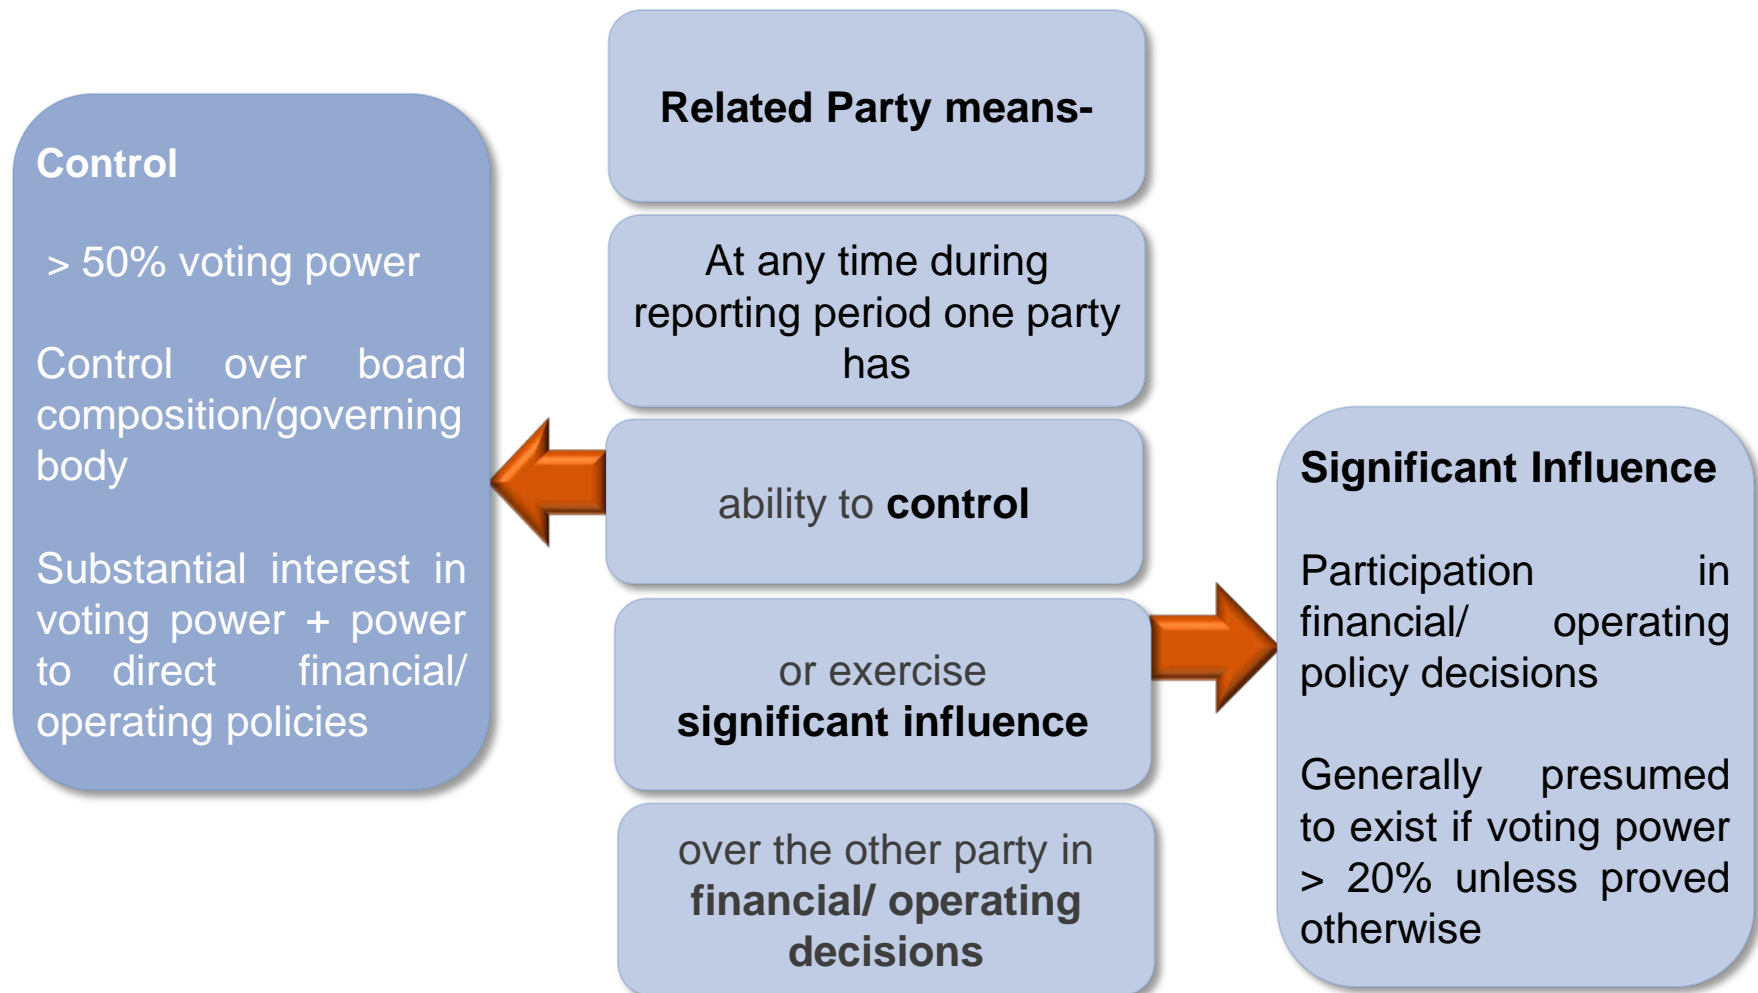 Related Party means-
At any time during
reporting period one party
has
ability to control
or exercise
significant influence
over the other party in
financial/ operating
decisions
Control
> 50% voting power
Control over board
composition/governing
body
Substantial interest in
voting power + power
to direct financial/
operating policies
Significant Influence
Participation in
financial/ operating
policy decisions
Generally presumed
to exist if voting power
> 20% unless proved
otherwise